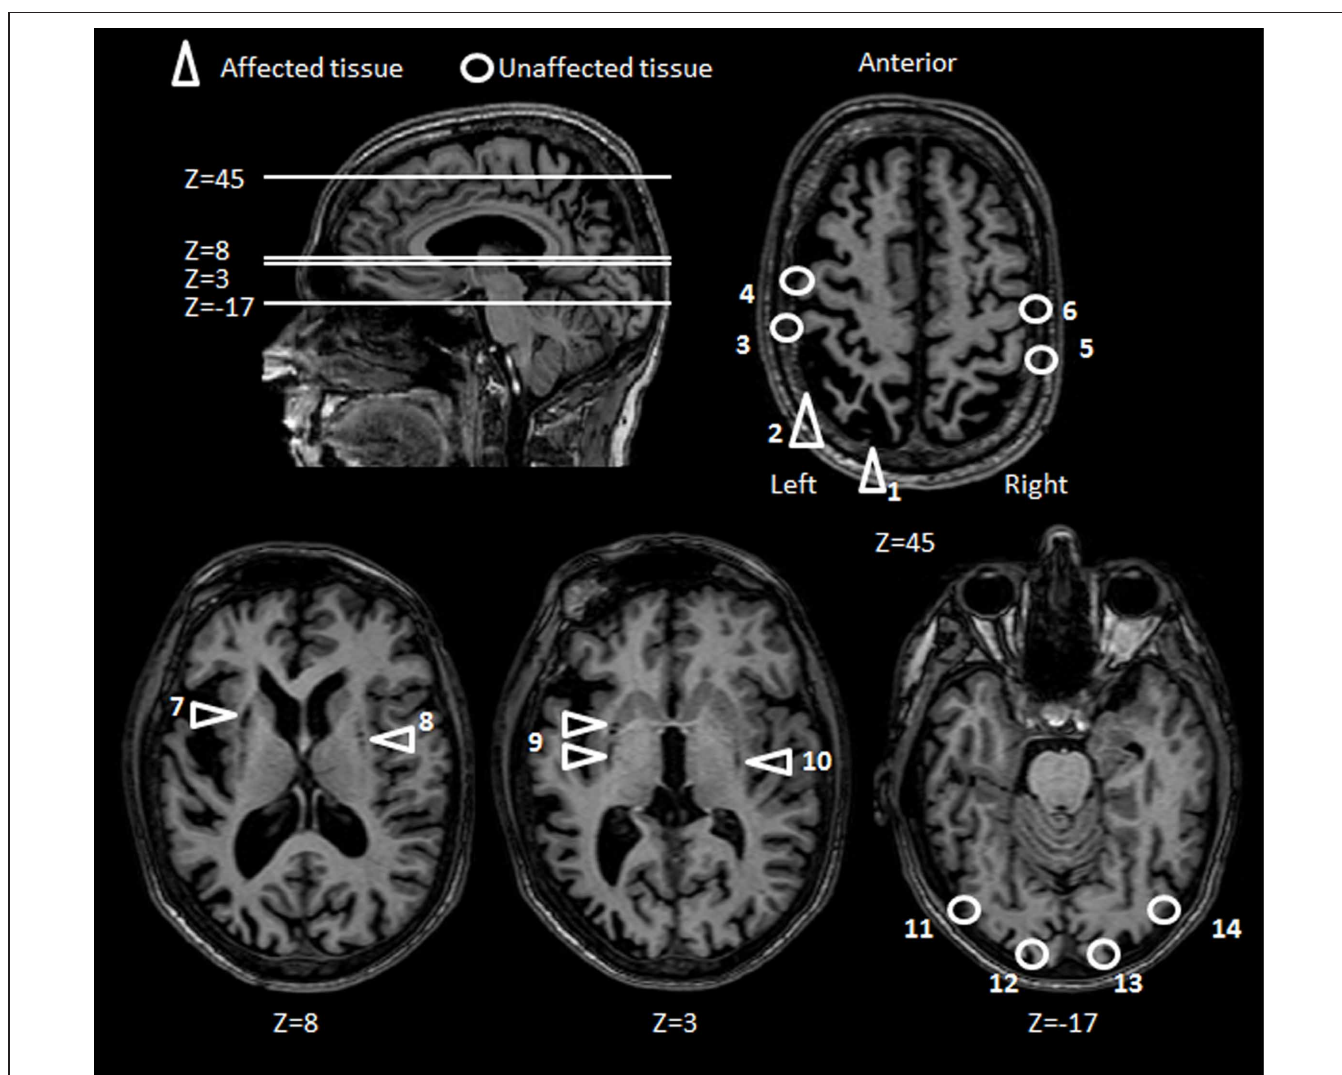 Affected tissue
Unaffected tissue
Anterior
Z=45
Z=8
Z=3
Z=-17
4
3
6
5
2
1
Left
Right
Z=45
7
8
9
10
11
12
13
14
Z=8
Z=3
Z=-17